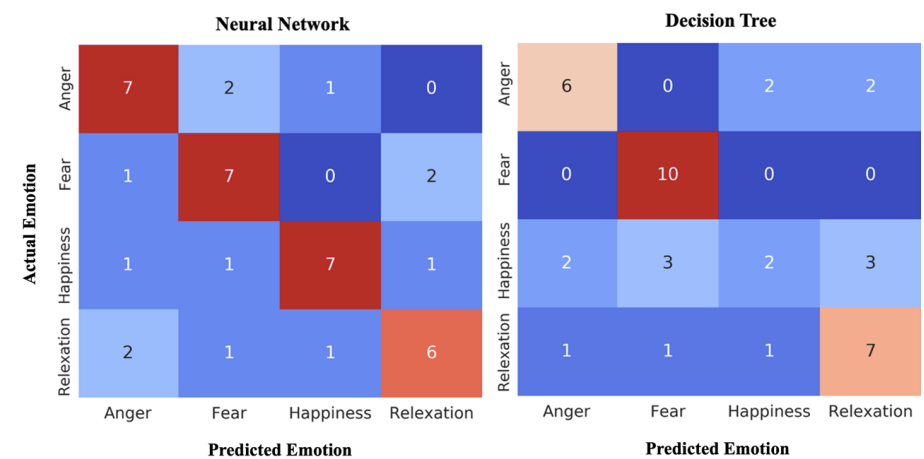 Neural Network
Decision Tree
Actual Emotion
Anger
7 2 1 0
Fear
1 7 0 2
Happiness
1 1 7 1
Relexation
2 1 1 6
Anger Fear Happiness Relexation
Predicted Emotion
Anger
6 0 2 2
Fear
0 10 0 0
Happiness
2 3 2 3
Relexation
1 1 1 7
Anger Fear Happiness Relexation
Predicted Emotion